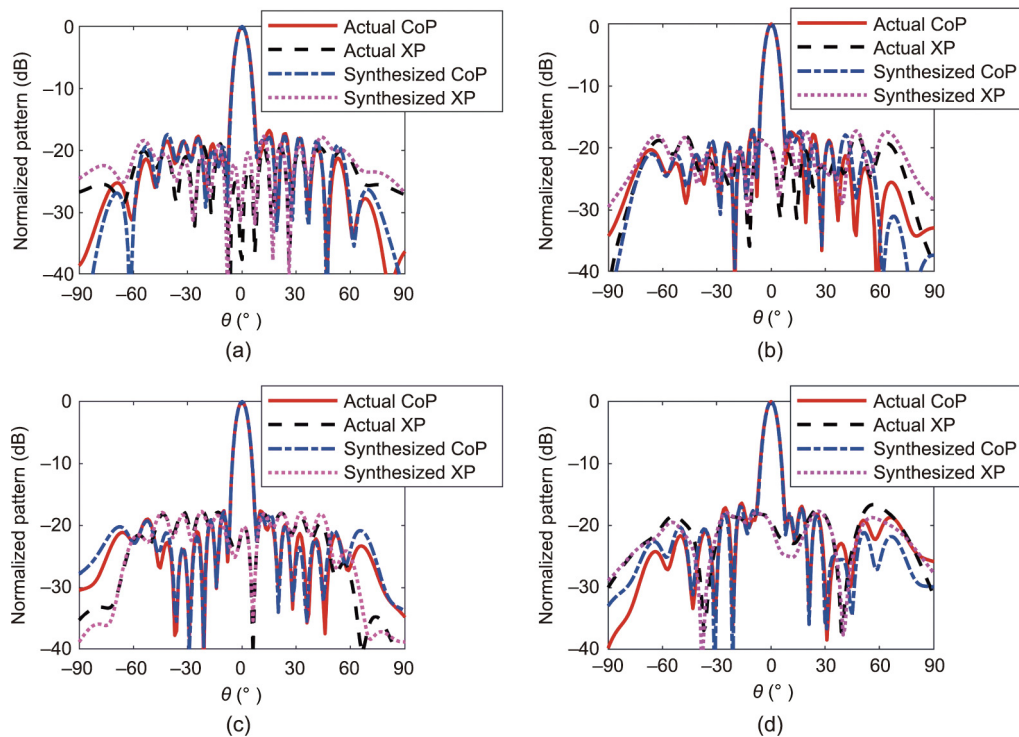 Actual CoP
Actual XP
Synthesized CoP
Synthesized XP
Normalized pattern (dB)
0
–10
–20
–30
–40
–90
–60
–30
0
30
60
90
θ (° )
(a)
Actual CoP
Actual XP
Synthesized CoP
Synthesized XP
Normalized pattern (dB)
0
–10
–20
–30
–40
–90
–60
–30
0
30
60
90
θ (° )
(b)
Actual CoP
Actual XP
Synthesized CoP
Synthesized XP
Normalized pattern (dB)
0
–10
–20
–30
–40
–90
–60
–30
0
30
60
90
θ (° )
(c)
Actual CoP
Actual XP
Synthesized CoP
Synthesized XP
Normalized pattern (dB)
0
–10
–20
–30
–40
–90
–60
–30
0
30
60
90
θ (° )
(d)